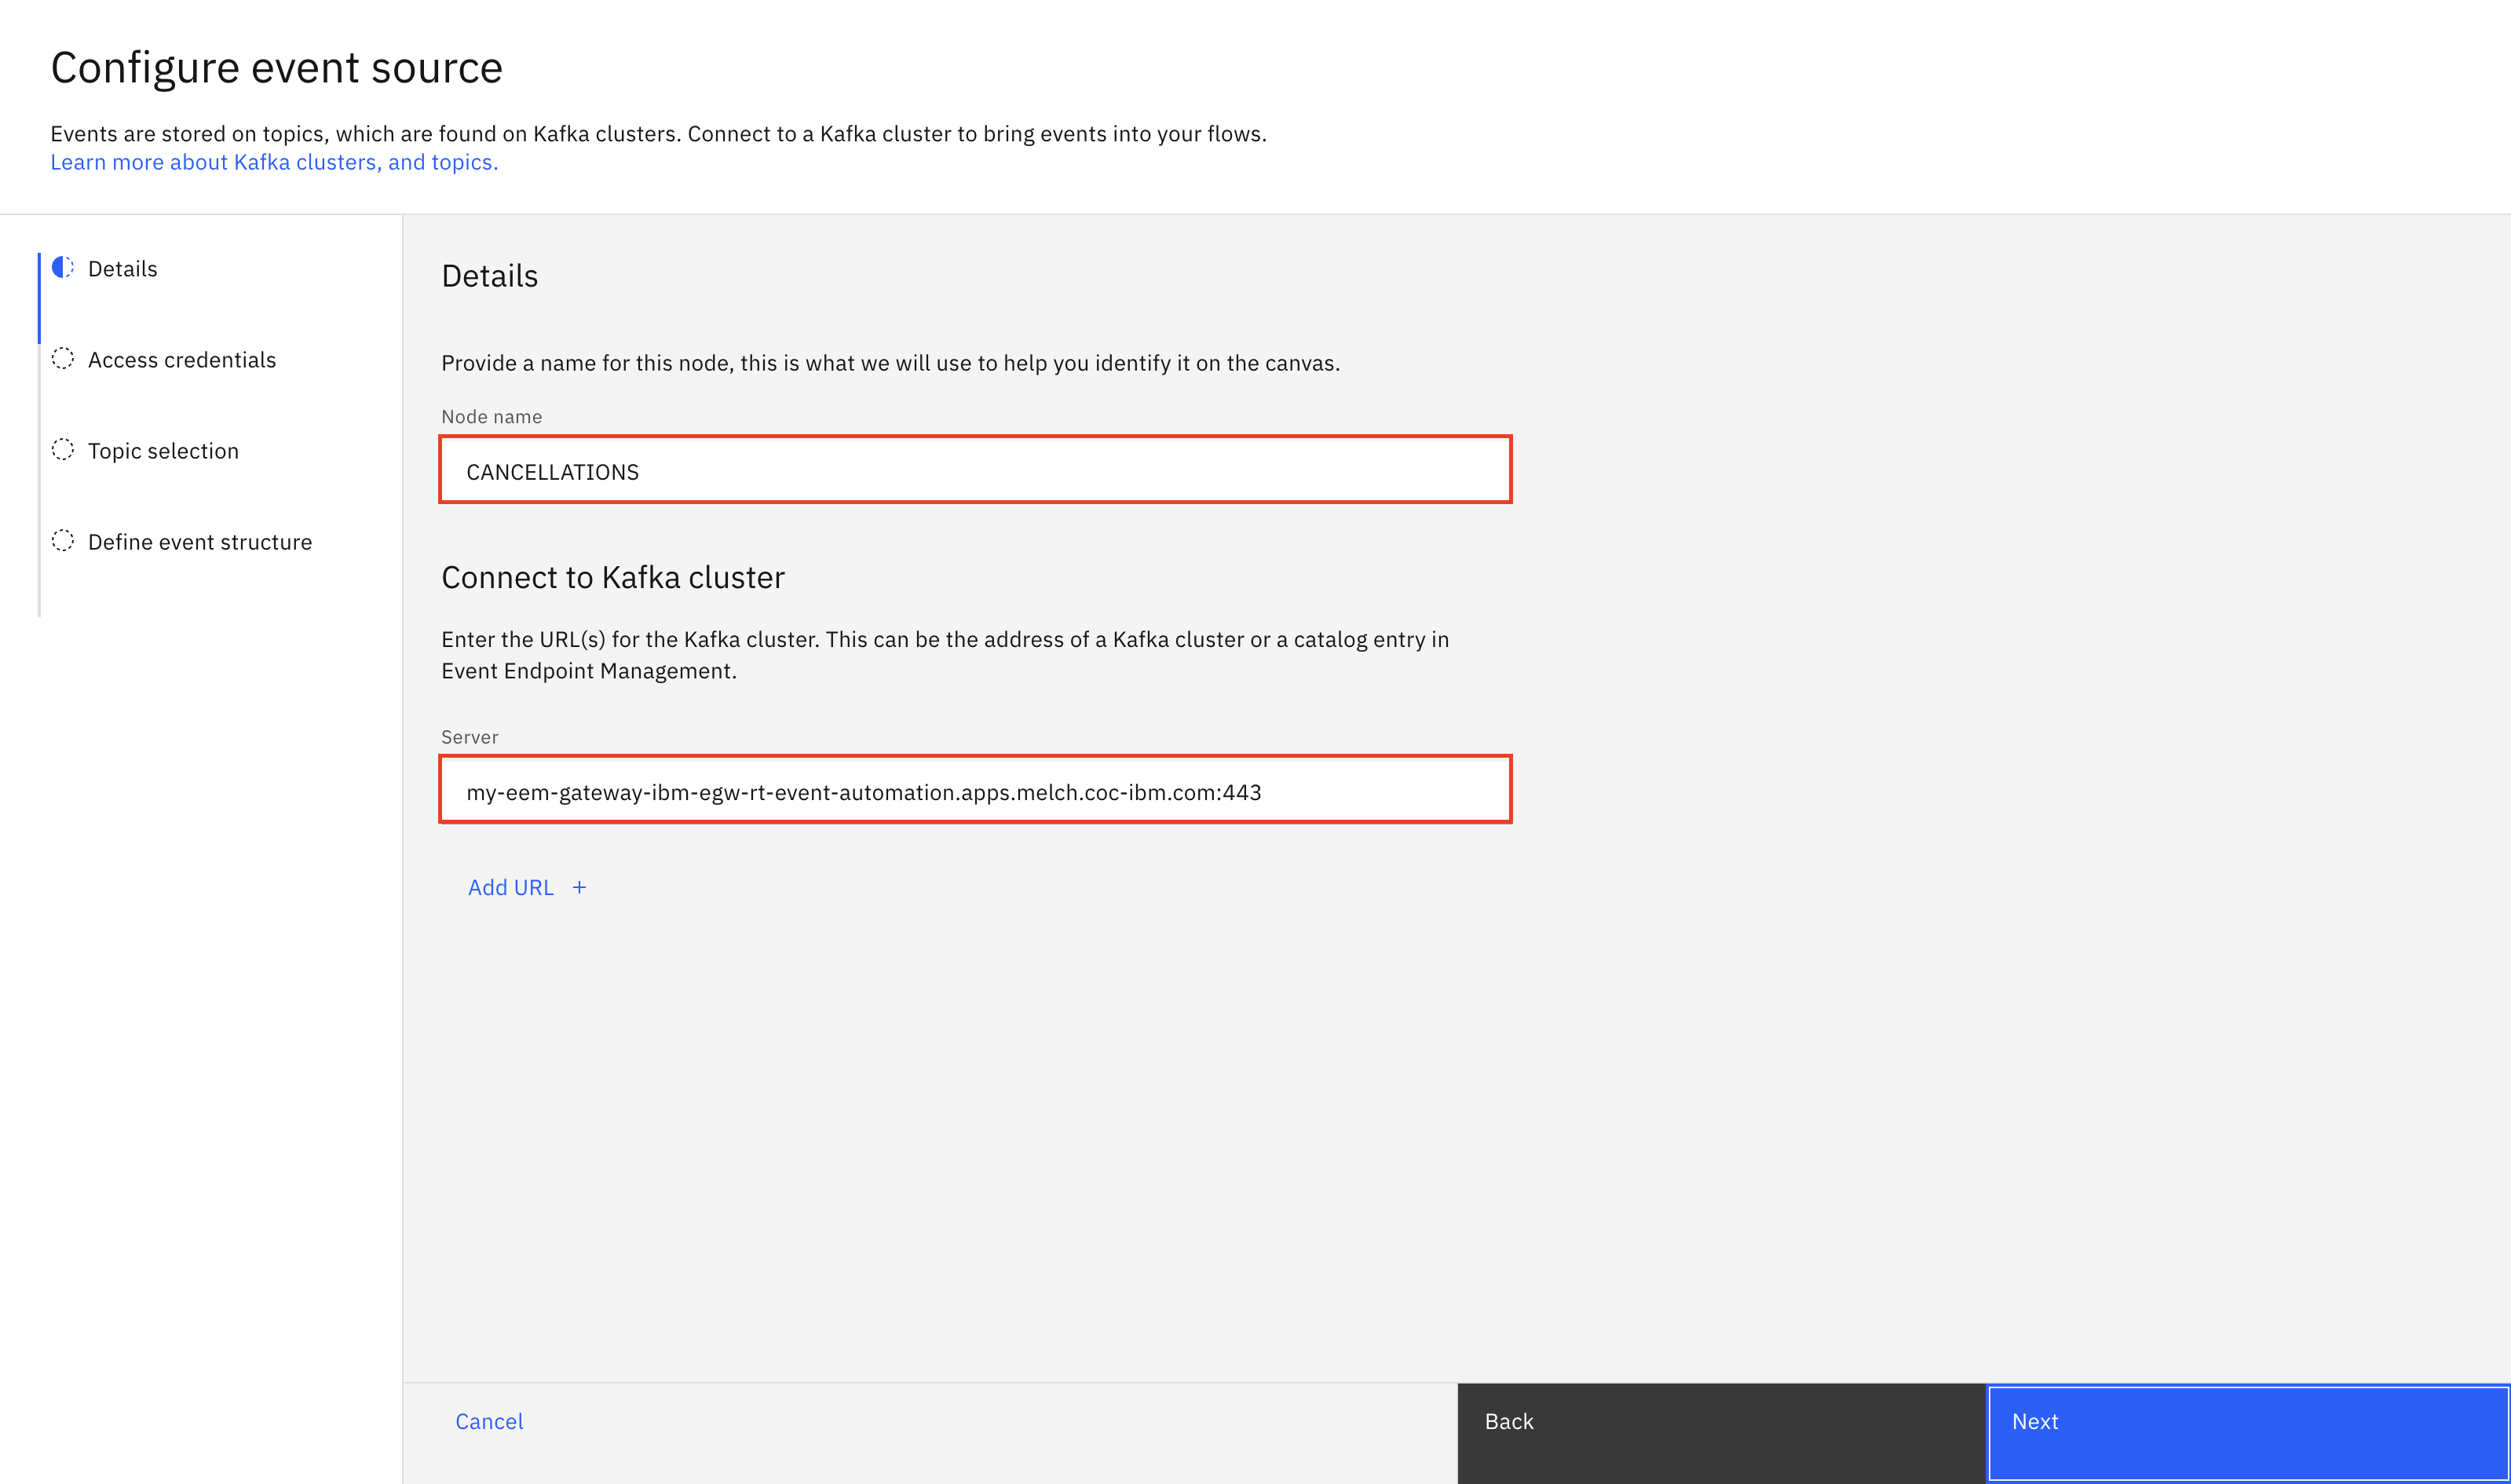 Configure event source
Events are stored on topics, which are found on Kafka clusters. Connect to a Kafka cluster to bring events into your flows.
Learn more about Kafka clusters, and topics.
Details
Access credentials
Topic selection
Define event structure
Details
Provide a name for this node, this is what we will use to help you identify it on the canvas.
Node name
CANCELLATIONS
Connect to Kafka cluster
Enter the URL(s) for the Kafka cluster. This can be the address of a Kafka cluster or a catalog entry in
Event Endpoint Management.
Server
my-eem-gateway-ibm-egw-rt-event-automation.apps.melch.coc-ibm.com:443
Add URL +
Cancel
Back
Next